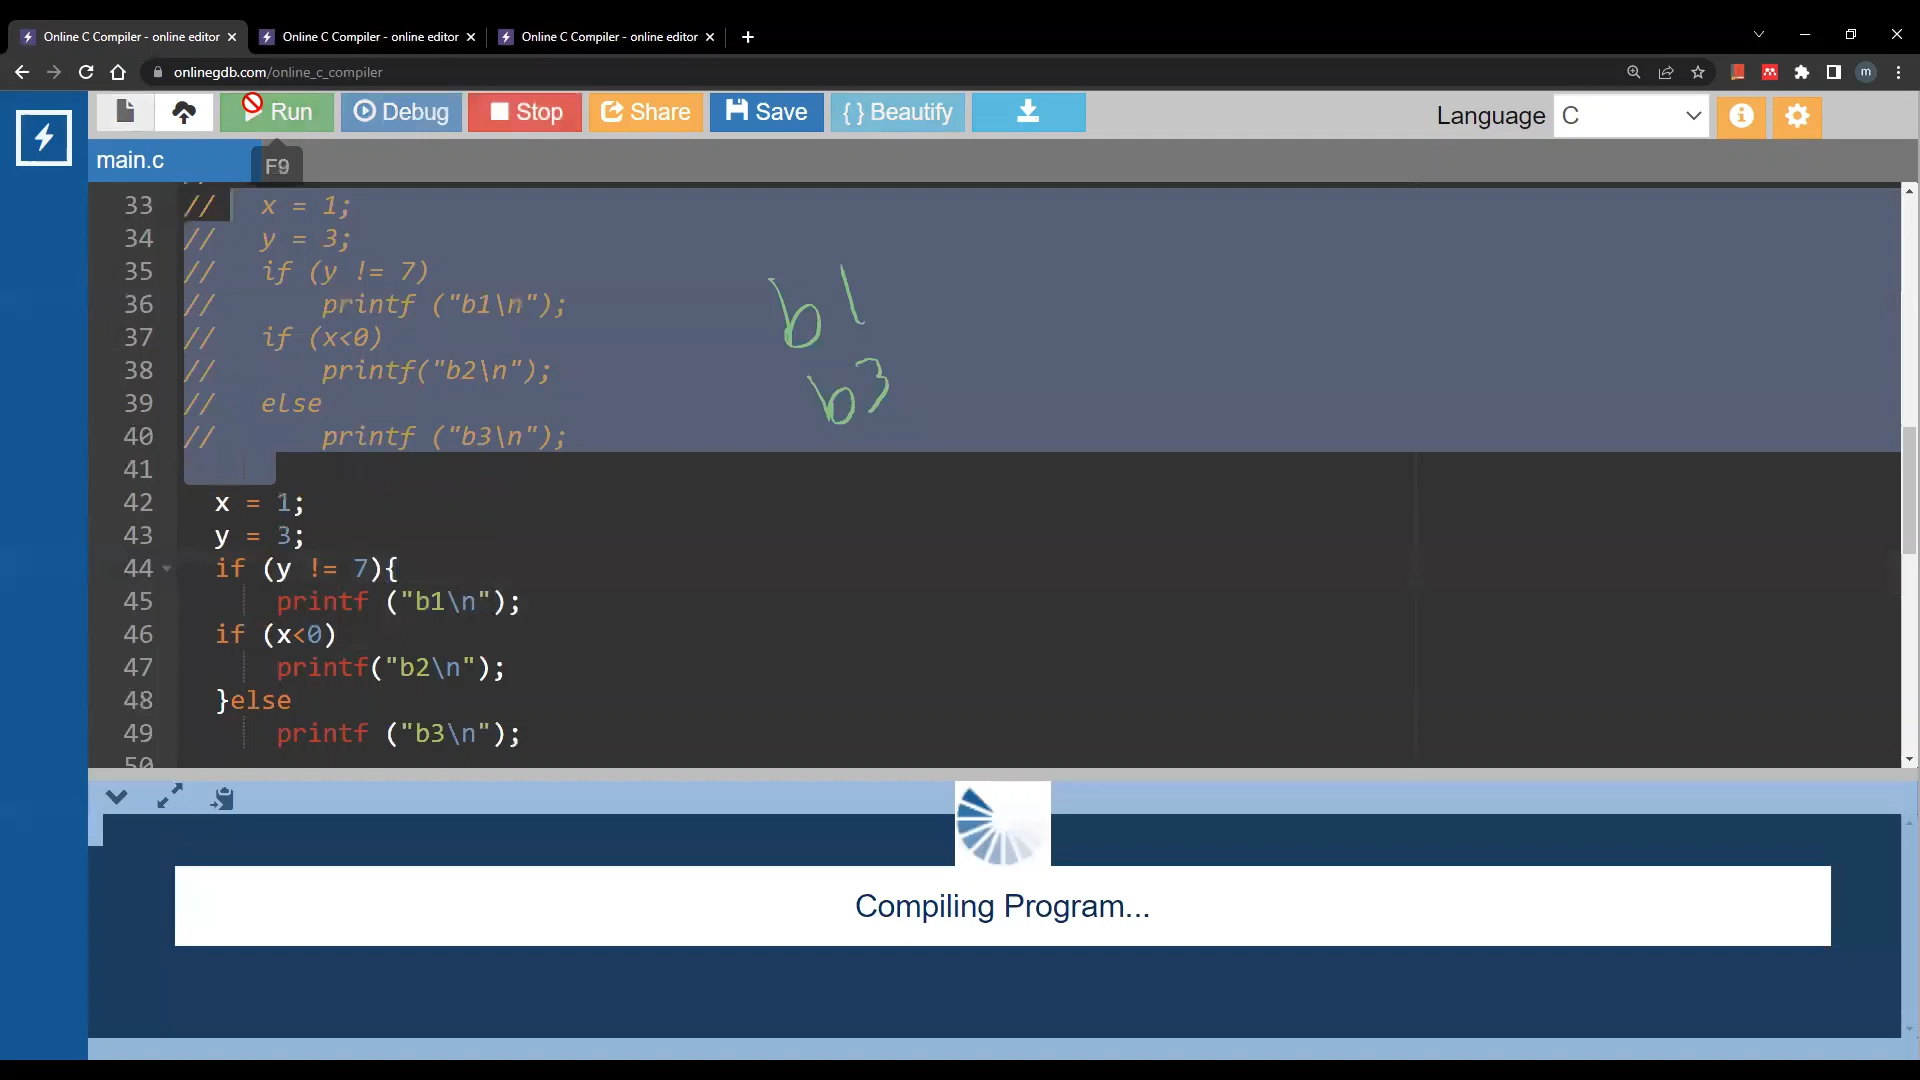 Online C Compiler - online editor
Online C Compiler - online editor
Online C Compiler - online editor
onlinegdb.com/online_c_compiler
m
Run
Debug
Stop
Share
Save
{ } Beautify
Language
C
main.c
F9
33 // x = 1;
34 // y = 3;
35 // if (y != 7)
36 // printf ("b1\n");
37 // if (x<0)
38 // printf("b2\n");
39 // else
40 // printf ("b3\n");
41
42 x = 1;
43 y = 3;
44 if (y != 7){
45 printf ("b1\n");
46 if (x<0)
47 printf("b2\n");
48 }else
49 printf ("b3\n");
50
b1
b3
Compiling Program...